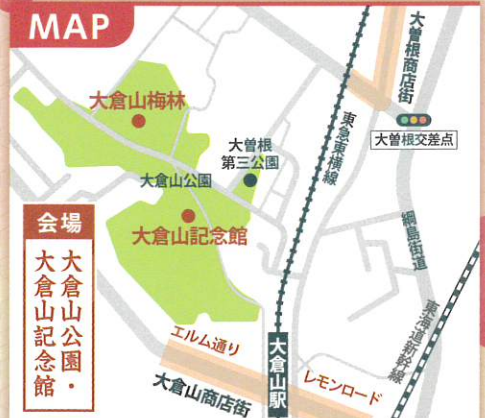 MAP
大倉山梅林
大曽根
第三公園
大倉山公園
大倉山記念館
会場
大倉山公園・
大倉山記念館
東急東横線
大曽根商店街
大曽根交差点
綱島街道
東海道新幹線
エルム通り
大倉山駅
レモンロード
大倉山商店街